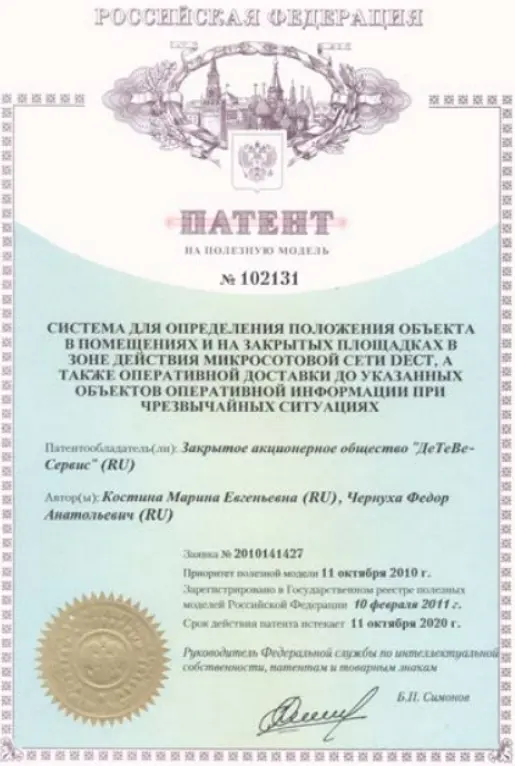 РОССИЙСКАЯ ФЕДЕРАЦИЯ
ПАТЕНТ
НА ПОЛЕЗНУЮ МОДЕЛЬ
№ 102131
СИСТЕМА ДЛЯ ОПРЕДЕЛЕНИЯ ПОЛОЖЕНИЯ ОБЪЕКТА
В ПОМЕЩЕНИЯХ И НА ЗАКРЫТЫХ ПЛОЩАДКАХ В
ЗОНЕ ДЕЙСТВИЯ МИКРОСОТОВОЙ СЕТИ DECT, А
ТАКЖЕ ОПЕРАТИВНОЙ ДОСТАВКИ ДО УКАЗАННЫХ
ОБЪЕКТОВ ОПЕРАТИВНОЙ ИНФОРМАЦИИ ПРИ
ЧРЕЗВЫЧАЙНЫХ СИТУАЦИЯХ
Патентообладатель(ли): Закрытое акционерное общество "ДеТеВе-
Сервис" (RU)
Автор(ы): Костина Марина Евгеньевна (RU), Чернуха Федор
Анатольевич (RU)
Заявка № 2010141427
Приоритет полезной модели 11 октября 2010 г.
Зарегистрировано в Государственном реестре полезных
моделей Российской Федерации 10 февраля 2011 г.
Срок действия патента истекает 11 октября 2020 г.
Руководитель Федеральной службы по интеллектуальной
собственности, патентам и товарным знакам
Б.П. Симонов